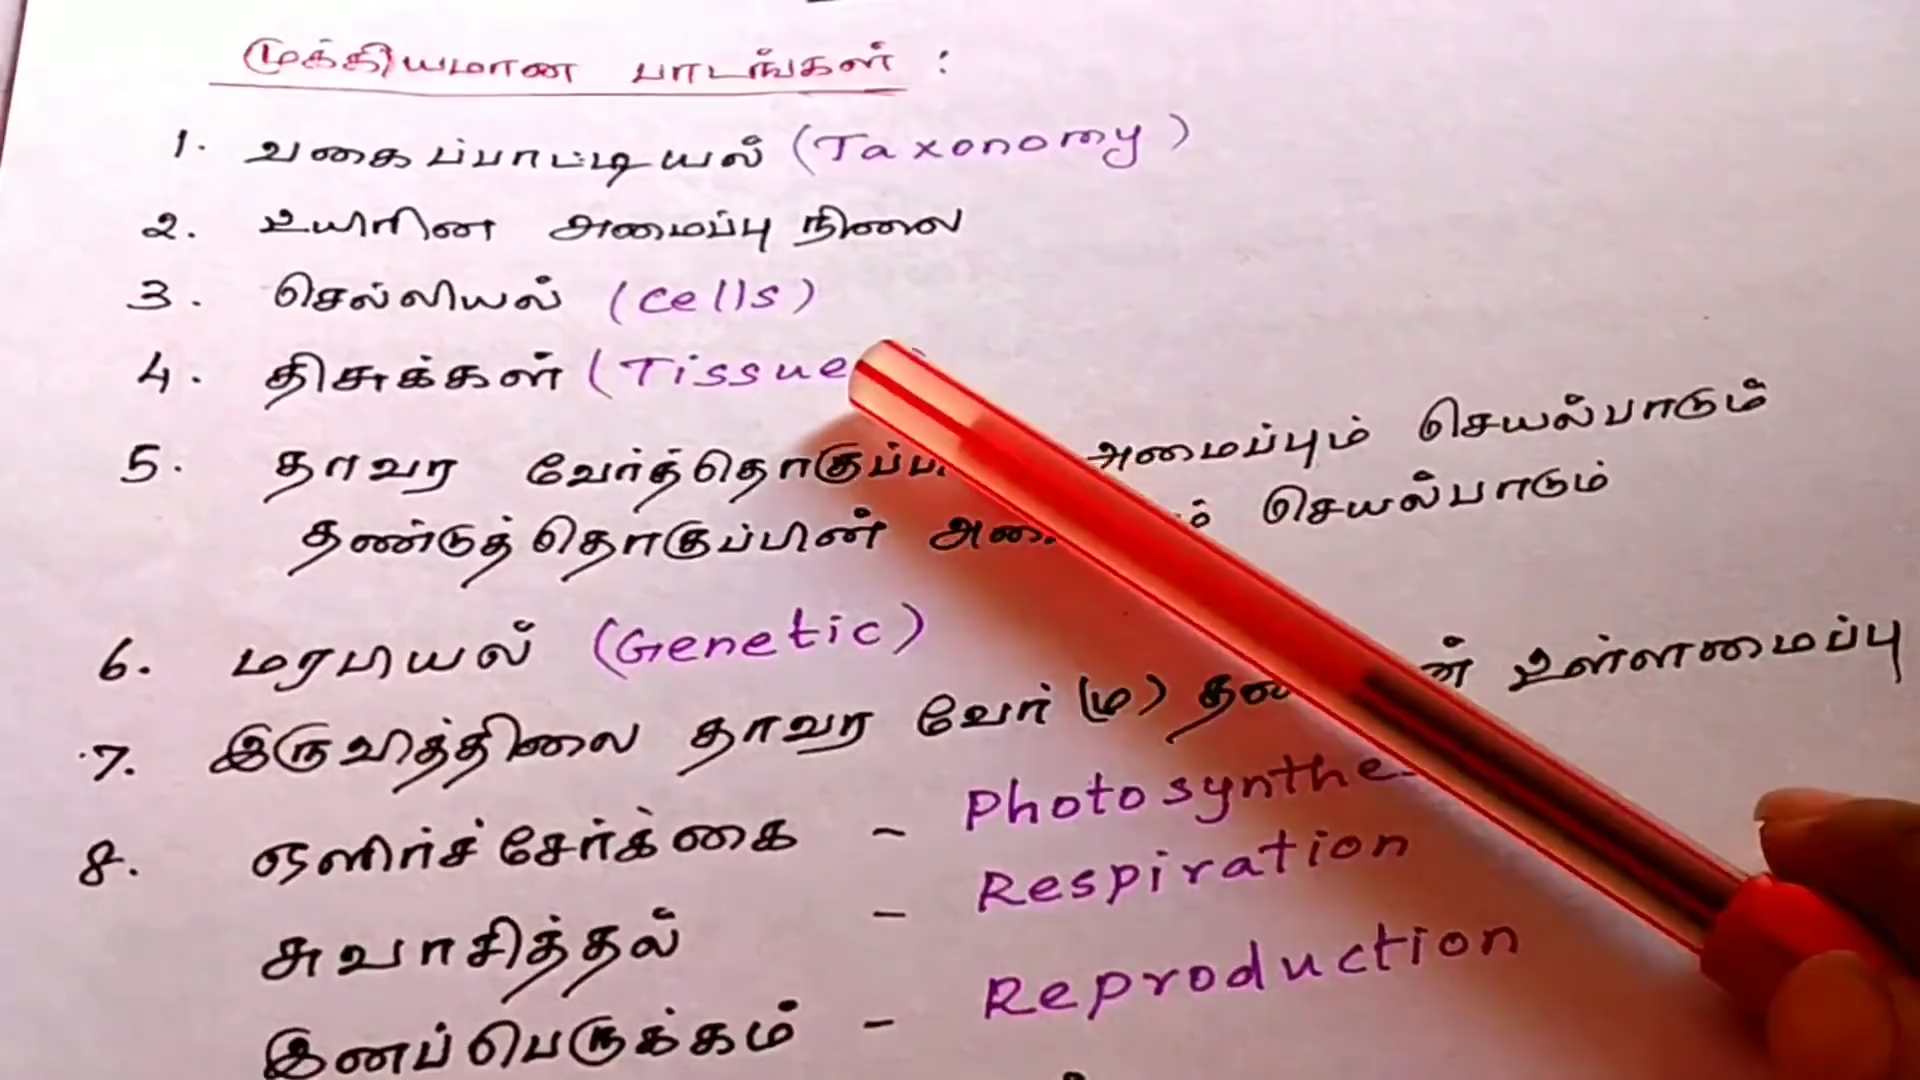 முக்கியமான பாடங்கள் :
1. வகைப்பாட்டியல் (Taxonomy)
2. உயிரின அமைப்பு நிலை
3. செல்லியல் (cells)
4. திசுக்கள் (Tissue
5. தாவர வேர்த்தொகுப்பி அமைப்பும் செயல்பாடும்
தண்டுத்தொகுப்பின் செயல்பாடும்
6. மரபியல் (Genetic)
7. இருவித்திலை தாவர வேர் (ம) உள்ளமைப்பு
8. ஒளிர்ச்சேர்க்கை - Photosynthe
சுவாசித்தல் - Respiration
இனப்பெருக்கம் - Reproduction